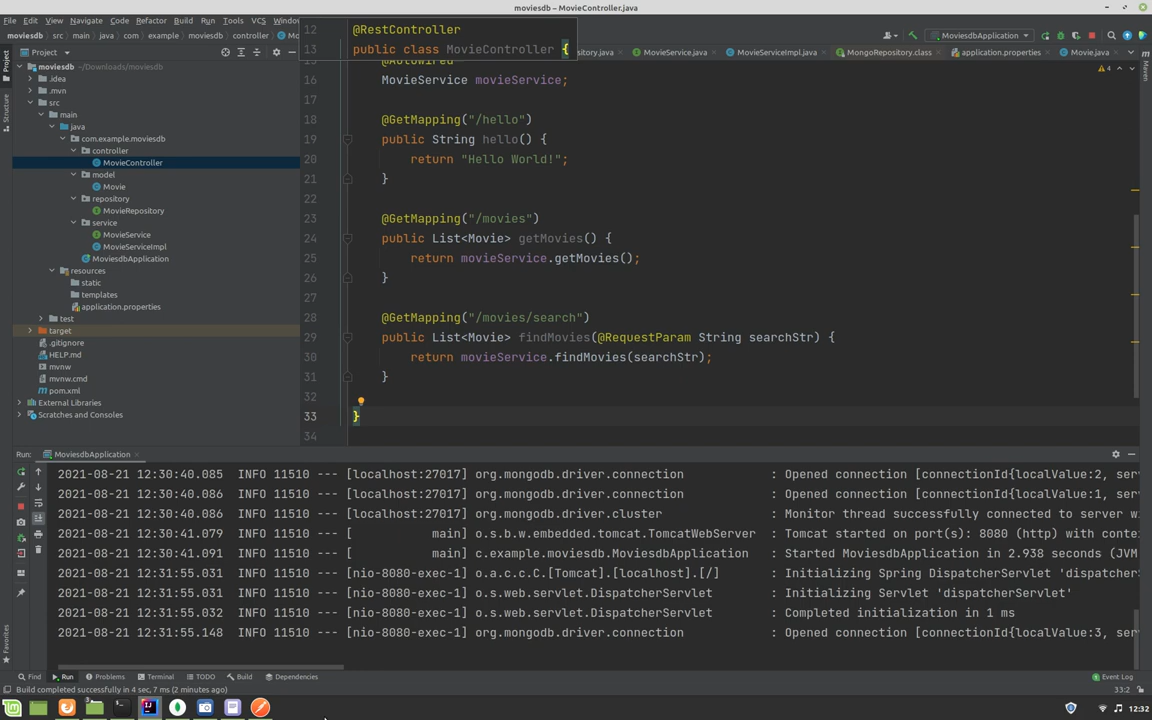 moviesdb – MovieController.java
File Edit View Navigate Code Refactor Build Run Tools VCS
moviesdb src main java com example moviesdb controller Mo
itory.java MovieService.java MovieServiceImpl.java MongoRepository.class application.properties Movie.java
MoviesdbApplication
Project
moviesdb ~/Downloads/moviesdb
.idea
.mvn
src
main
java
com.example.moviesdb
controller
MovieController
model
Movie
repository
MovieRepository
service
MovieService
MovieServiceImpl
MoviesdbApplication
resources
static
templates
application.properties
test
target
.gitignore
HELP.md
mvnw
mvnw.cmd
pom.xml
External Libraries
Scratches and Consoles
Project
Structure
Favorites
Maven
4
12 @RestController
13 public class MovieController {
@Autowired
16 MovieService movieService;
17
18 @GetMapping("/hello")
19 public String hello() {
20 return "Hello World!";
21 }
22
23 @GetMapping("/movies")
24 public List<Movie> getMovies() {
25 return movieService.getMovies();
26 }
27
28 @GetMapping("/movies/search")
29 public List<Movie> findMovies(@RequestParam String searchStr) {
30 return movieService.findMovies(searchStr);
31 }
32
33 }
34
Run: MoviesdbApplication
2021-08-21 12:30:40.085 INFO 11510 --- [localhost:27017] org.mongodb.driver.connection : Opened connection [connectionId{localValue:2, ser
2021-08-21 12:30:40.086 INFO 11510 --- [localhost:27017] org.mongodb.driver.connection : Opened connection [connectionId{localValue:1, ser
2021-08-21 12:30:40.086 INFO 11510 --- [localhost:27017] org.mongodb.driver.cluster : Monitor thread successfully connected to server wi
2021-08-21 12:30:41.079 INFO 11510 --- [ main] o.s.b.w.embedded.tomcat.TomcatWebServer : Tomcat started on port(s): 8080 (http) with conte
2021-08-21 12:30:41.091 INFO 11510 --- [ main] c.example.moviesdb.MoviesdbApplication : Started MoviesdbApplication in 2.938 seconds (JVM
2021-08-21 12:31:55.031 INFO 11510 --- [nio-8080-exec-1] o.a.c.c.C.[Tomcat].[localhost].[/] : Initializing Spring DispatcherServlet 'dispatcher
2021-08-21 12:31:55.031 INFO 11510 --- [nio-8080-exec-1] o.s.web.servlet.DispatcherServlet : Initializing Servlet 'dispatcherServlet'
2021-08-21 12:31:55.032 INFO 11510 --- [nio-8080-exec-1] o.s.web.servlet.DispatcherServlet : Completed initialization in 1 ms
2021-08-21 12:31:55.148 INFO 11510 --- [nio-8080-exec-1] org.mongodb.driver.connection : Opened connection [connectionId{localValue:3, ser
Find Run Problems Terminal TODO Build Dependencies Event Log
Build completed successfully in 4 sec, 7 ms (2 minutes ago) 33:2
12:32